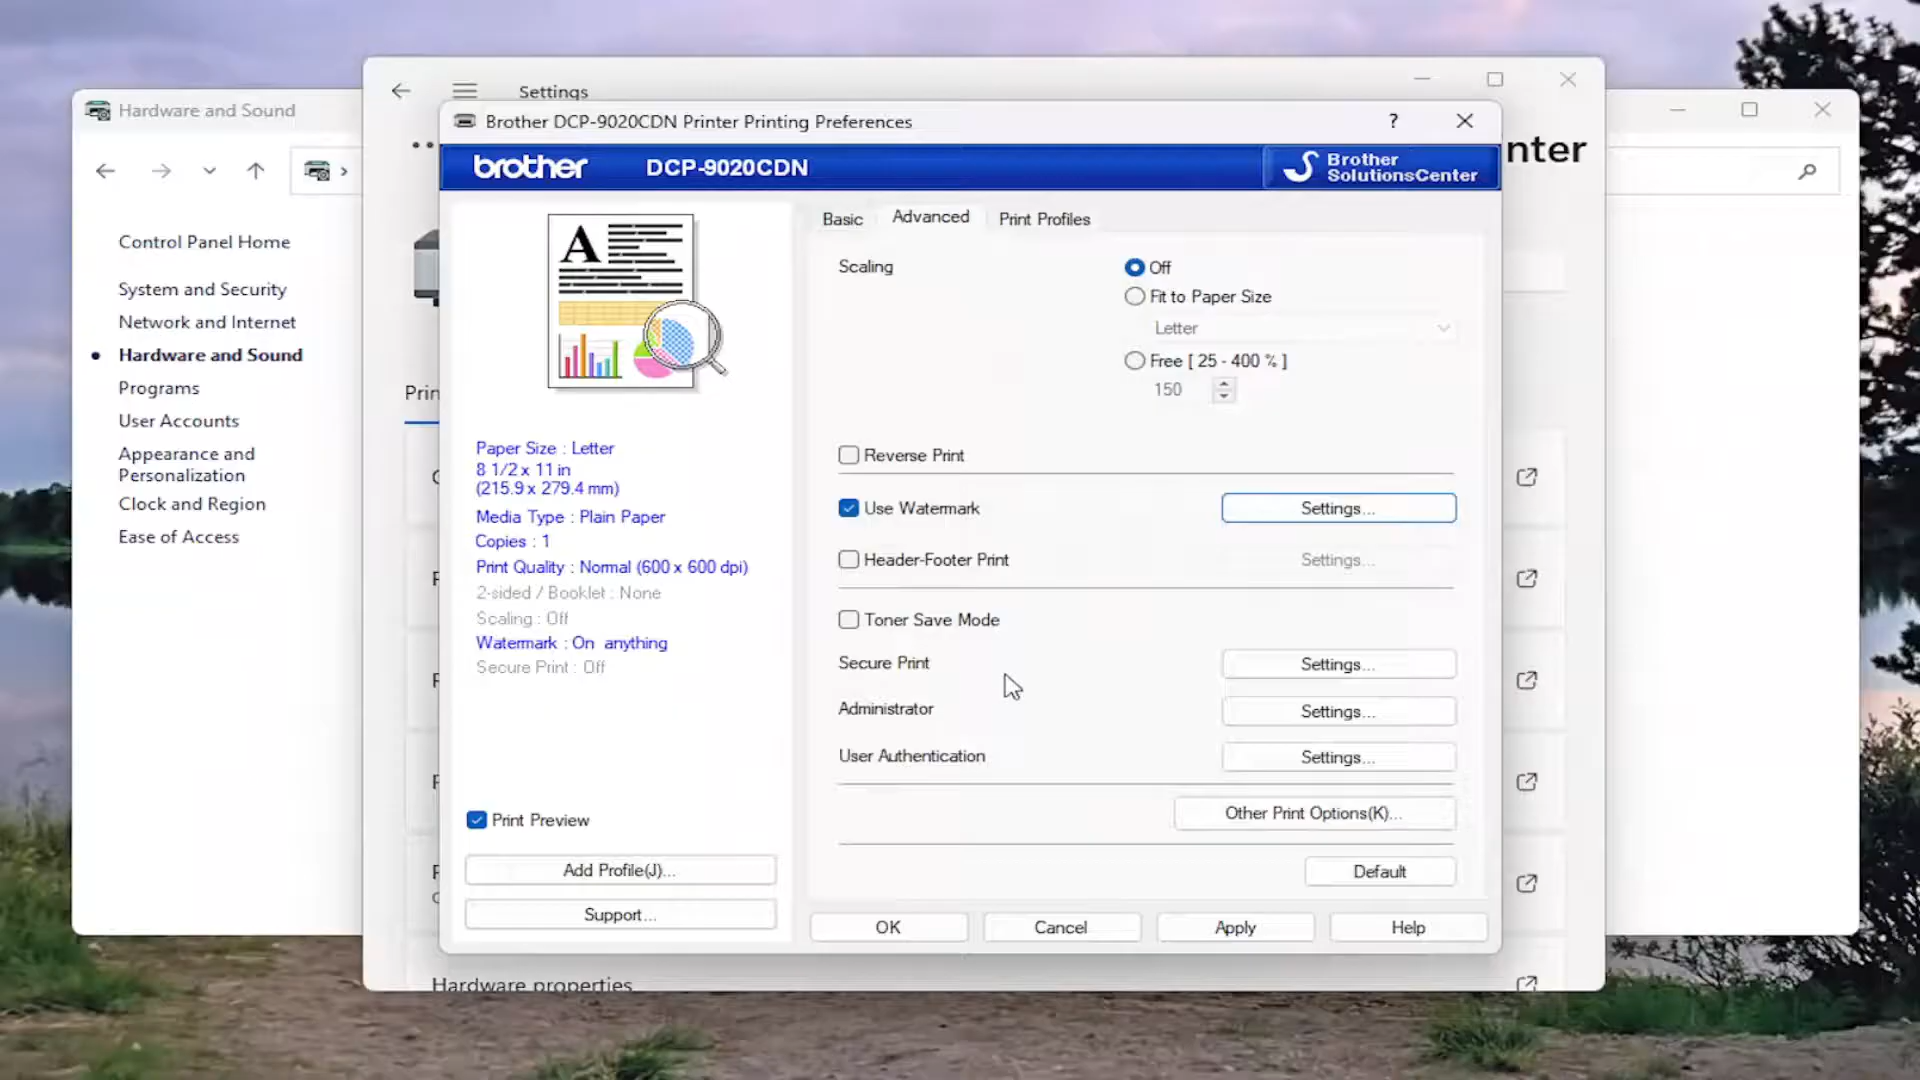 Settings
Hardware and Sound
Brother DCP-9020CDN Printer Printing Preferences
?
nter
brother
DCP-9020CDN
Brother
SolutionsCenter
Control Panel Home
System and Security
Network and Internet
Hardware and Sound
Programs
User Accounts
Appearance and
Personalization
Clock and Region
Ease of Access
Prin
A
Paper Size : Letter
8 1/2 x 11 in
(215.9 x 279.4 mm)
Media Type : Plain Paper
Copies : 1
Print Quality : Normal (600 x 600 dpi)
2-sided / Booklet : None
Scaling : Off
Watermark : On anything
Secure Print : Off
Print Preview
Add Profile(J)...
Support...
Basic
Advanced
Print Profiles
Scaling
Off
Fit to Paper Size
Letter
Free [ 25 - 400 % ]
150
Reverse Print
Use Watermark
Settings...
Header-Footer Print
Settings...
Toner Save Mode
Secure Print
Settings...
Administrator
Settings...
User Authentication
Settings...
Other Print Options(K)...
Default
OK
Cancel
Apply
Help
Hardware properties